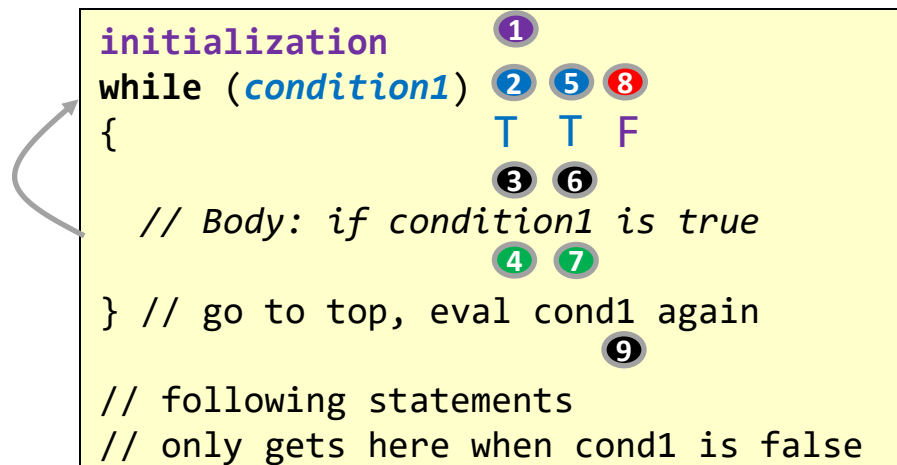 initialization 1
while (condition1) 2 5 8
{ T T F
3 6
// Body: if condition1 is true
4 7
} // go to top, eval cond1 again
9
// following statements
// only gets here when cond1 is false